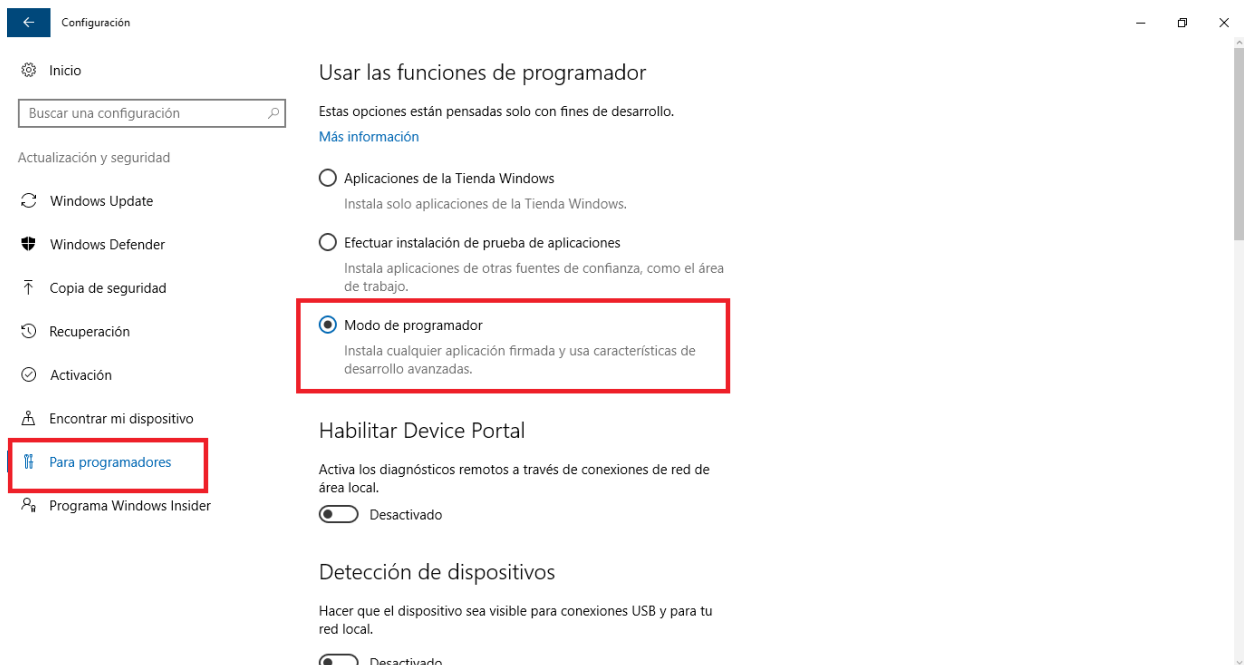 Configuración
Inicio
Buscar una configuración
Actualización y seguridad
Windows Update
Windows Defender
Copia de seguridad
Recuperación
Activación
Encontrar mi dispositivo
Para programadores
Programa Windows Insider
Usar las funciones de programador
Estas opciones están pensadas solo con fines de desarrollo.
Más información
Aplicaciones de la Tienda Windows
Instala solo aplicaciones de la Tienda Windows.
Efectuar instalación de prueba de aplicaciones
Instala aplicaciones de otras fuentes de confianza, como el área
de trabajo.
Modo de programador
Instala cualquier aplicación firmada y usa características de
desarrollo avanzadas.
Habilitar Device Portal
Activa los diagnósticos remotos a través de conexiones de red de
área local.
Desactivado
Detección de dispositivos
Hacer que el dispositivo sea visible para conexiones USB y para tu
red local.
Desactivado